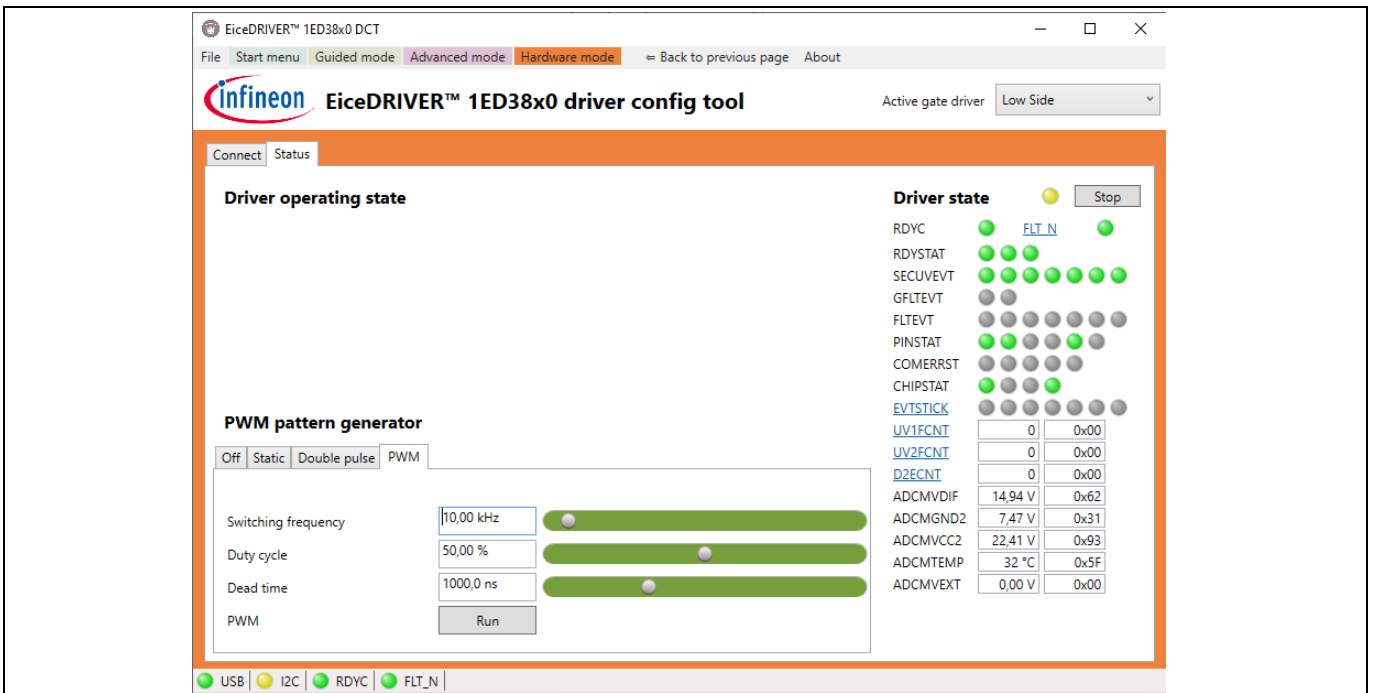 EiceDRIVER™ 1ED38x0 DCT
File Start menu Guided mode Advanced mode Hardware mode ⇐ Back to previous page About
infineon EiceDRIVER™ 1ED38x0 driver config tool Active gate driver Low Side
Connect Status
Driver operating state
Driver state Stop
RDYC FLT_N
RDYSTAT
SECUVEVT
GFLTEVT
FLTEVT
PINSTAT
COMERRST
CHIPSTAT
EVTSTICK
UV1FCNT 0 0x00
UV2FCNT 0 0x00
D2ECNT 0 0x00
ADCMVDIF 14,94 V 0x62
ADCMGND2 7,47 V 0x31
ADCMVCC2 22,41 V 0x93
ADCMTEMP 32 °C 0x5F
ADCMVEXT 0,00 V 0x00
PWM pattern generator
Off Static Double pulse PWM
Switching frequency 10,00 kHz
Duty cycle 50,00 %
Dead time 1000,0 ns
PWM Run
USB I2C RDYC FLT_N